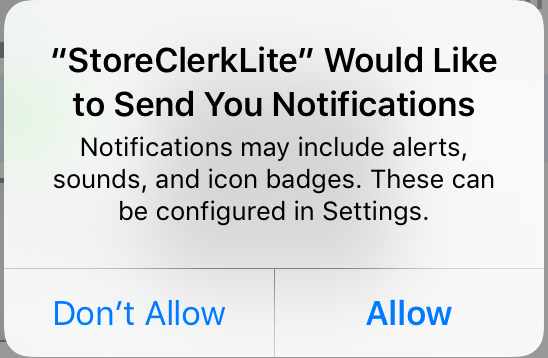 “StoreClerkLite” Would Like
to Send You Notifications
Notifications may include alerts,
sounds, and icon badges. These can
be configured in Settings.
Don’t Allow
Allow